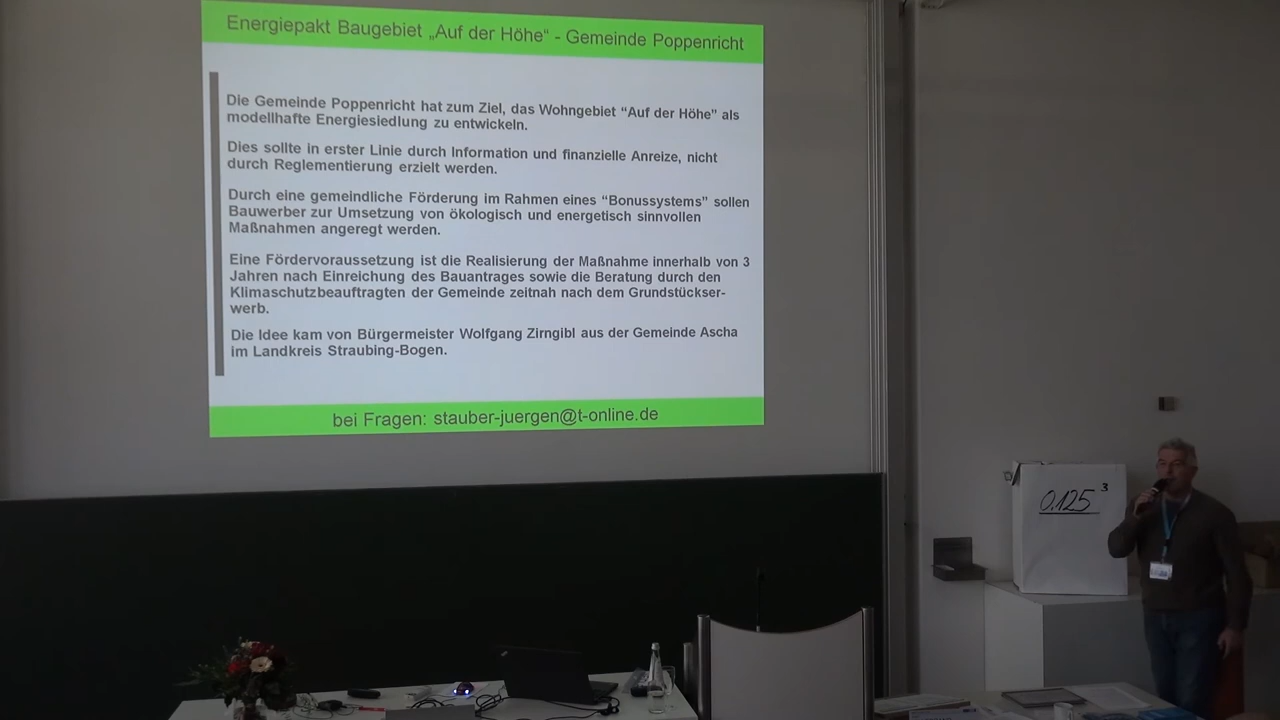 Energiepakt Baugebiet „Auf der Höhe“ - Gemeinde Poppenricht
Die Gemeinde Poppenricht hat zum Ziel, das Wohngebiet “Auf der Höhe” als
modellhafte Energiesiedlung zu entwickeln.
Dies sollte in erster Linie durch Information und finanzielle Anreize, nicht
durch Reglementierung erzielt werden.
Durch eine gemeindliche Förderung im Rahmen eines “Bonussystems” sollen
Bauwerber zur Umsetzung von ökologisch und energetisch sinnvollen
Maßnahmen angeregt werden.
Eine Fördervoraussetzung ist die Realisierung der Maßnahme innerhalb von 3
Jahren nach Einreichung des Bauantrages sowie die Beratung durch den
Klimaschutzbeauftragten der Gemeinde zeitnah nach dem Grundstückser-
werb.
Die Idee kam von Bürgermeister Wolfgang Zirngibl aus der Gemeinde Ascha
im Landkreis Straubing-Bogen.
bei Fragen: stauber-juergen@t-online.de
0.125 ³